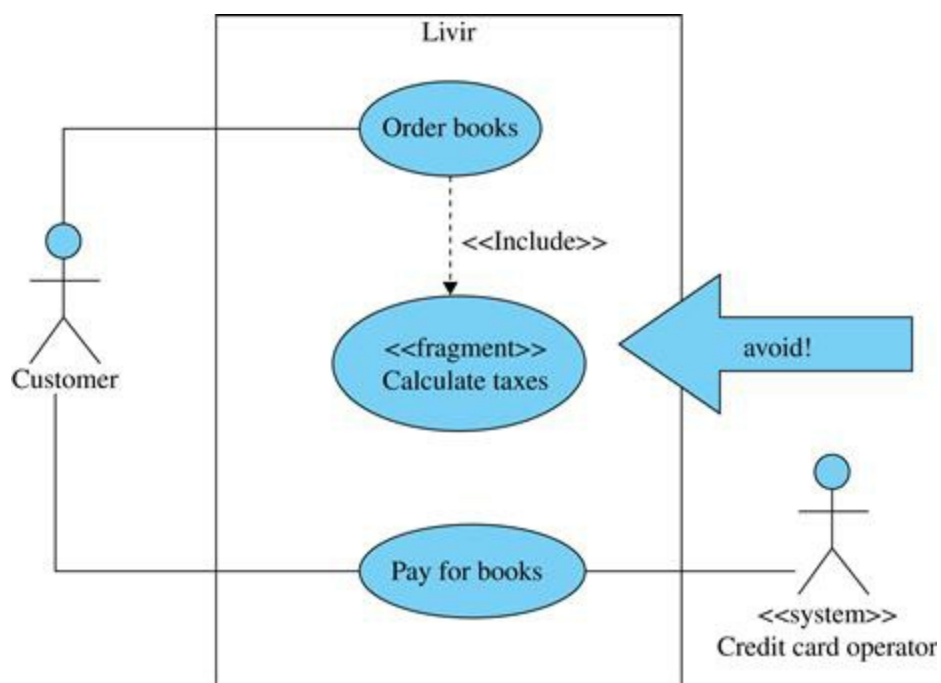 Livir
Order books
<<Include>>
<<fragment>>
Calculate taxes
avoid!
Customer
Pay for books
<<system>>
Credit card operator